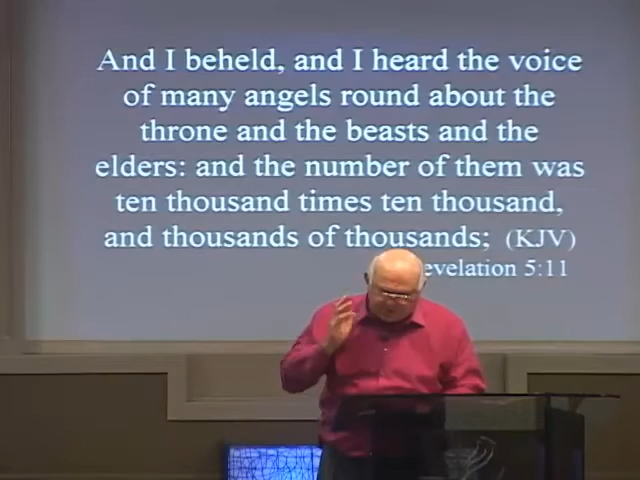 And I beheld, and I heard the voice
of many angels round about the
throne and the beasts and the
elders: and the number of them was
ten thousand times ten thousand,
and thousands of thousands; (KJV)
evelation 5:11